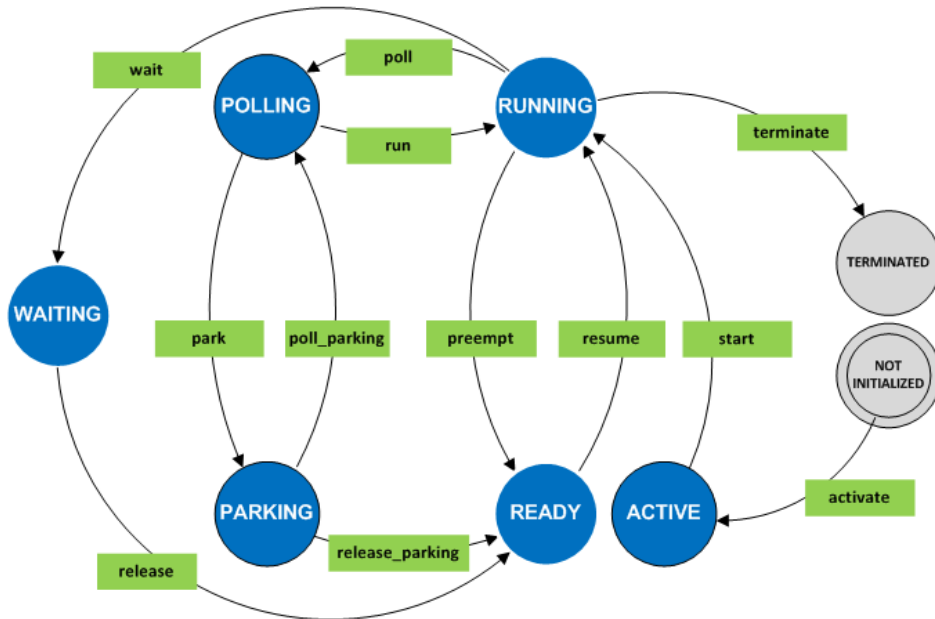 wait
poll
POLLING
RUNNING
run
terminate
TERMINATED
WAITING
park
poll_parking
preempt
resume
start
NOT
INITIALIZED
PARKING
READY
ACTIVE
activate
release_parking
release